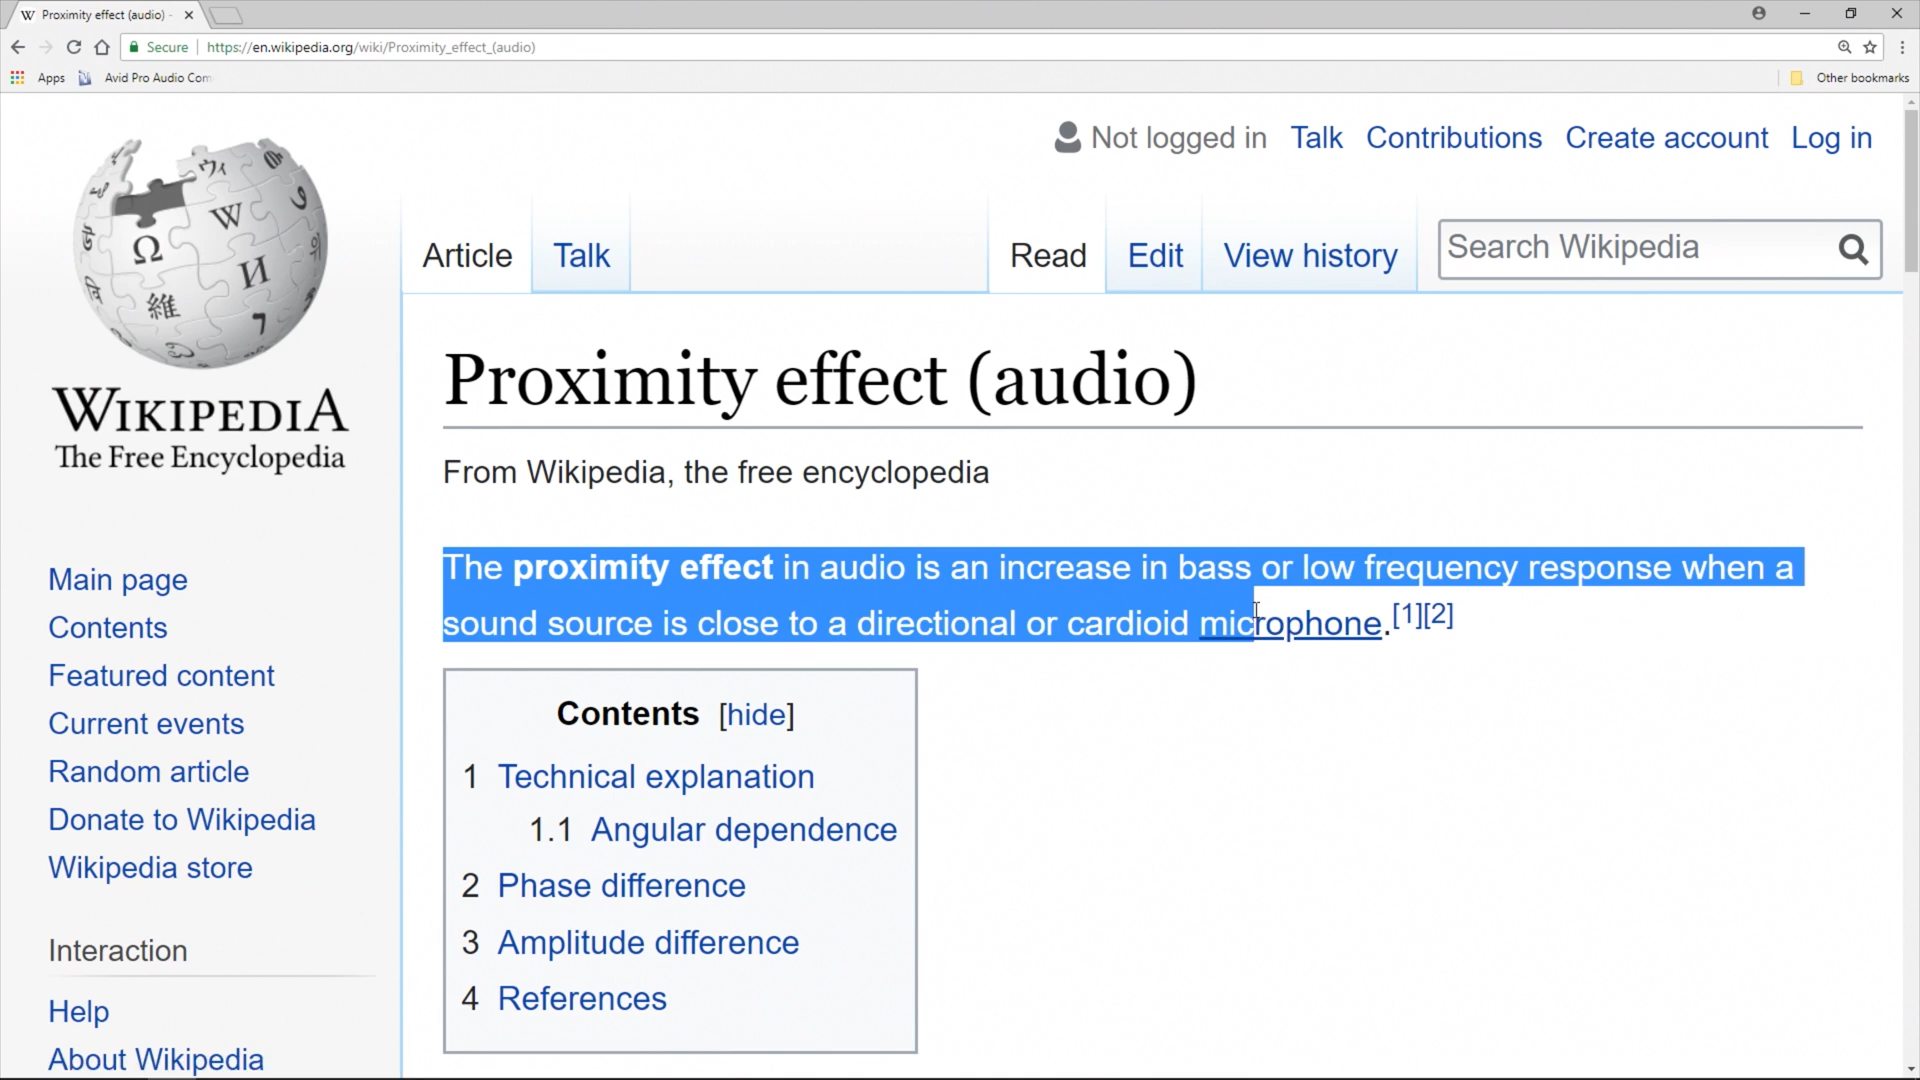 Proximity effect (audio) -
Secure https://en.wikipedia.org/wiki/Proximity_effect_(audio)
Apps Avid Pro Audio Com
Other bookmarks
Not logged in Talk Contributions Create account Log in
Article Talk Read Edit View history Search Wikipedia
WIKIPEDIA
The Free Encyclopedia
Main page
Contents
Featured content
Current events
Random article
Donate to Wikipedia
Wikipedia store
Interaction
Help
About Wikipedia
Proximity effect (audio)
From Wikipedia, the free encyclopedia
The proximity effect in audio is an increase in bass or low frequency response when a
sound source is close to a directional or cardioid microphone.[1][2]
Contents [hide]
1 Technical explanation
1.1 Angular dependence
2 Phase difference
3 Amplitude difference
4 References